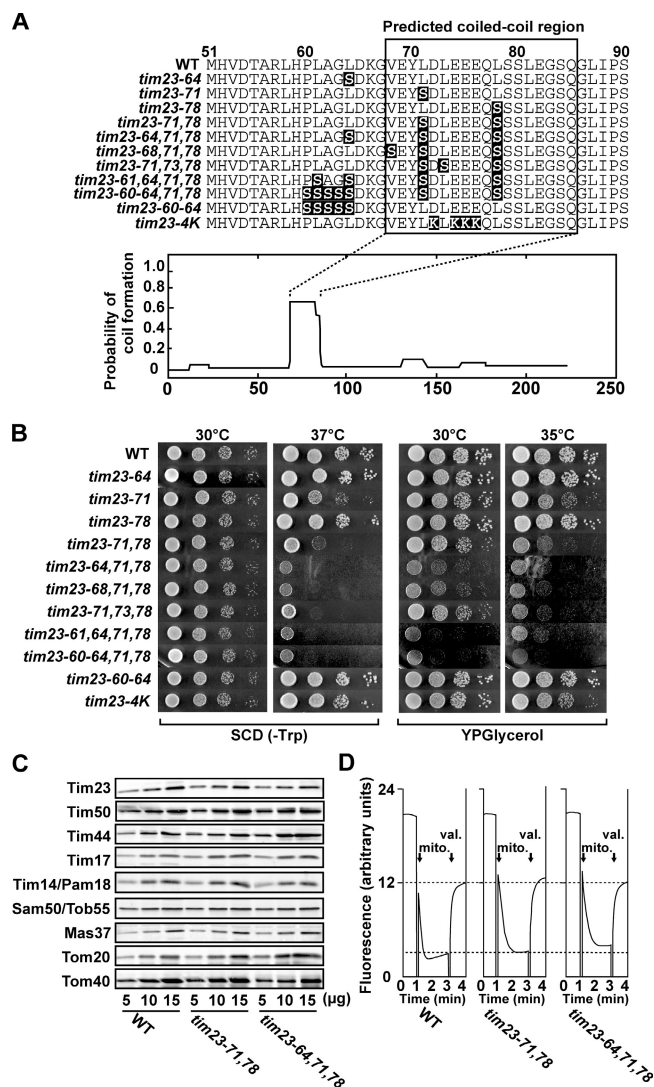 A
Predicted coiled-coil region
51 60 70 80 90
WT MHVDTARLHPLAGLDKGVEYLDLEEEQLSSLEGSQGLIPS
tim23-64 MHVDTARLHPLAGSDKGVEYLDLEEEQLSSLEGSQGLIPS
tim23-71 MHVDTARLHPLAGLDKGVEYSDLEEEQLSSLEGSQGLIPS
tim23-78 MHVDTARLHPLAGLDKGVEYLDLEEEQSSSLEGSQGLIPS
tim23-71,78 MHVDTARLHPLAGLDKGVEYSDLEEEQSSSLEGSQGLIPS
tim23-64,71,78 MHVDTARLHPLAGSDKGVEYSDLEEEQSSSLEGSQGLIPS
tim23-68,71,78 MHVDTARLHPLAGLDKGSEYSDLEEEQSSSLEGSQGLIPS
tim23-71,73,78 MHVDTARLHPLAGLDKGVEYSDSEEEQSSSLEGSQGLIPS
tim23-61,64,71,78 MHVDTARLHPSAGSDKGVEYSDLEEEQSSSLEGSQGLIPS
tim23-60-64,71,78 MHVDTARLHSSSSSDKGVEYSDLEEEQSSSLEGSQGLIPS
tim23-60-64 MHVDTARLHSSSSSDKGVEYLDLEEEQLSSLEGSQGLIPS
tim23-4K MHVDTARLHPLAGLDKGVEYLKLKKKQLSSLEGSQGLIPS
Probability of
coil formation
1.0
0.8
0.6
0.4
0.2
0
0 50 100 150 200 250
B
30°C 37°C 30°C 35°C
WT
tim23-64
tim23-71
tim23-78
tim23-71,78
tim23-64,71,78
tim23-68,71,78
tim23-71,73,78
tim23-61,64,71,78
tim23-60-64,71,78
tim23-60-64
tim23-4K
SCD (-Trp) YPGlycerol
C
Tim23
Tim50
Tim44
Tim17
Tim14/Pam18
Sam50/Tob55
Mas37
Tom20
Tom40
5 10 15 5 10 15 5 10 15 (μg)
WT tim23-71,78 tim23-64,71,78
D
Fluorescence (arbitrary units)
24
12
0
val. val. val.
mito. mito. mito.
0 1 2 3 4 0 1 2 3 4 0 1 2 3 4
Time (min) Time (min) Time (min)
WT tim23-71,78 tim23-64,71,78